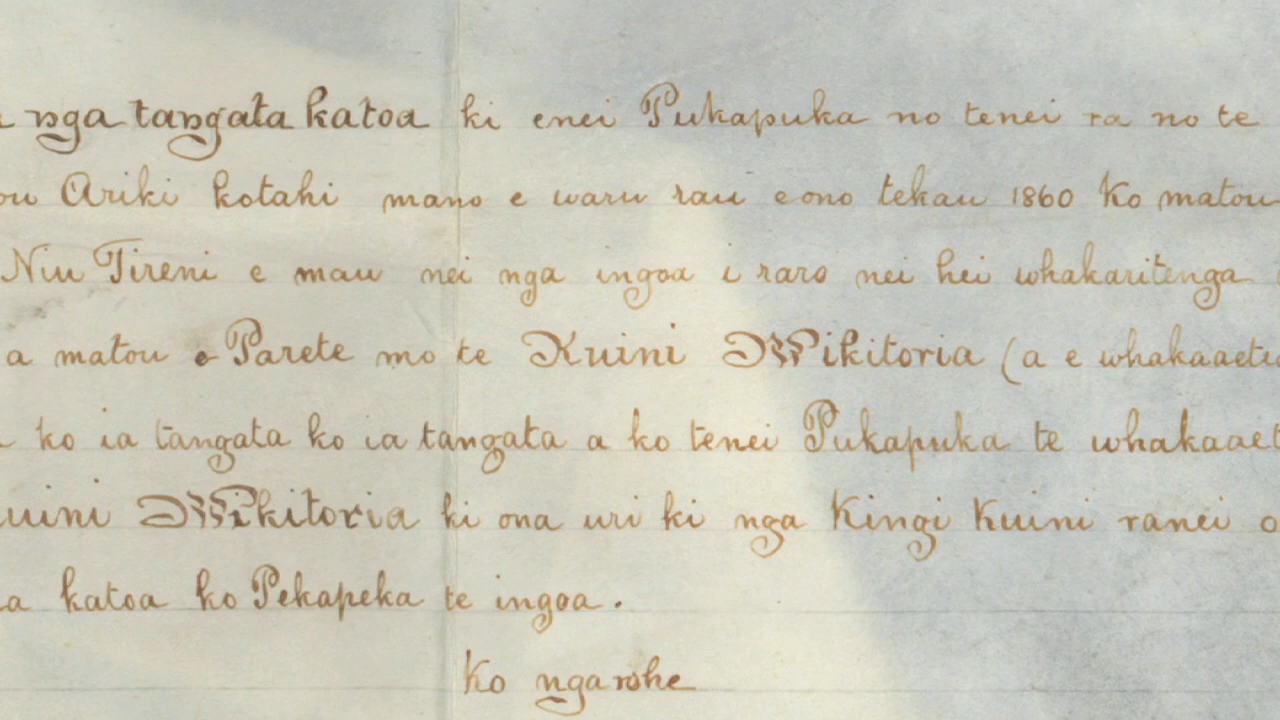 nga tangata katoa ki enei Pukapuka no tenei ra no te
Ariki kotahi mano e waru rau e ono tekau 1860 Ko matou
Niu Tireni e mau nei nga ingoa i raro nei hei whakaritenga
a matou e Parete mo te Kuini Wikitoria (a e whakaaetia
ko ia tangata ko ia tangata a ko tenei Pukapuka te whakaaet
uini Wikitoria ki ona uri ki nga Kingi Kuini ranei o
a katoa ko Pekapeka te ingoa.
Ko nga rohe